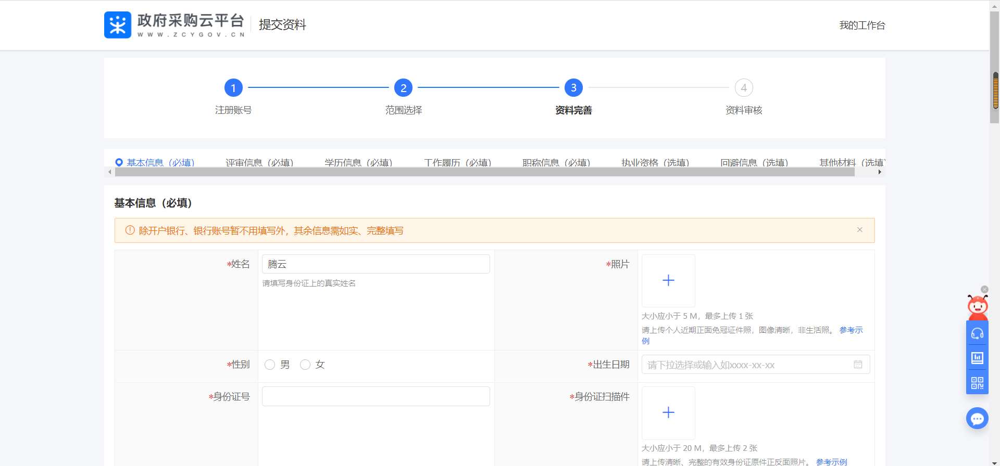 政府采购云平台
WWW.ZCYGOV.CN
提交资料
我的工作台
1
2
3
4
注册账号
范围选择
资料完善
资料审核
基本信息（必填）
评审信息（必填）
学历信息（必填）
工作履历（必填）
职称信息（必填）
执业资格（选填）
回避信息（选填）
其他材料（选填）
基本信息（必填）
除开户银行、银行账号暂不用填写外，其余信息需如实、完整填写
*姓名
腾云
请填写身份证上的真实姓名
*照片
大小应小于 5 M，最多上传 1 张
请上传个人近期正面免冠证件照，图像清晰，非生活照。 参考示
例
*性别
男
女
*出生日期
请下拉选择或输入如xxxx-xx-xx
*身份证号
*身份证扫描件
大小应小于 20 M，最多上传 2 张
请上传清晰、完整的有效身份证原件正反面照片。 参考示例